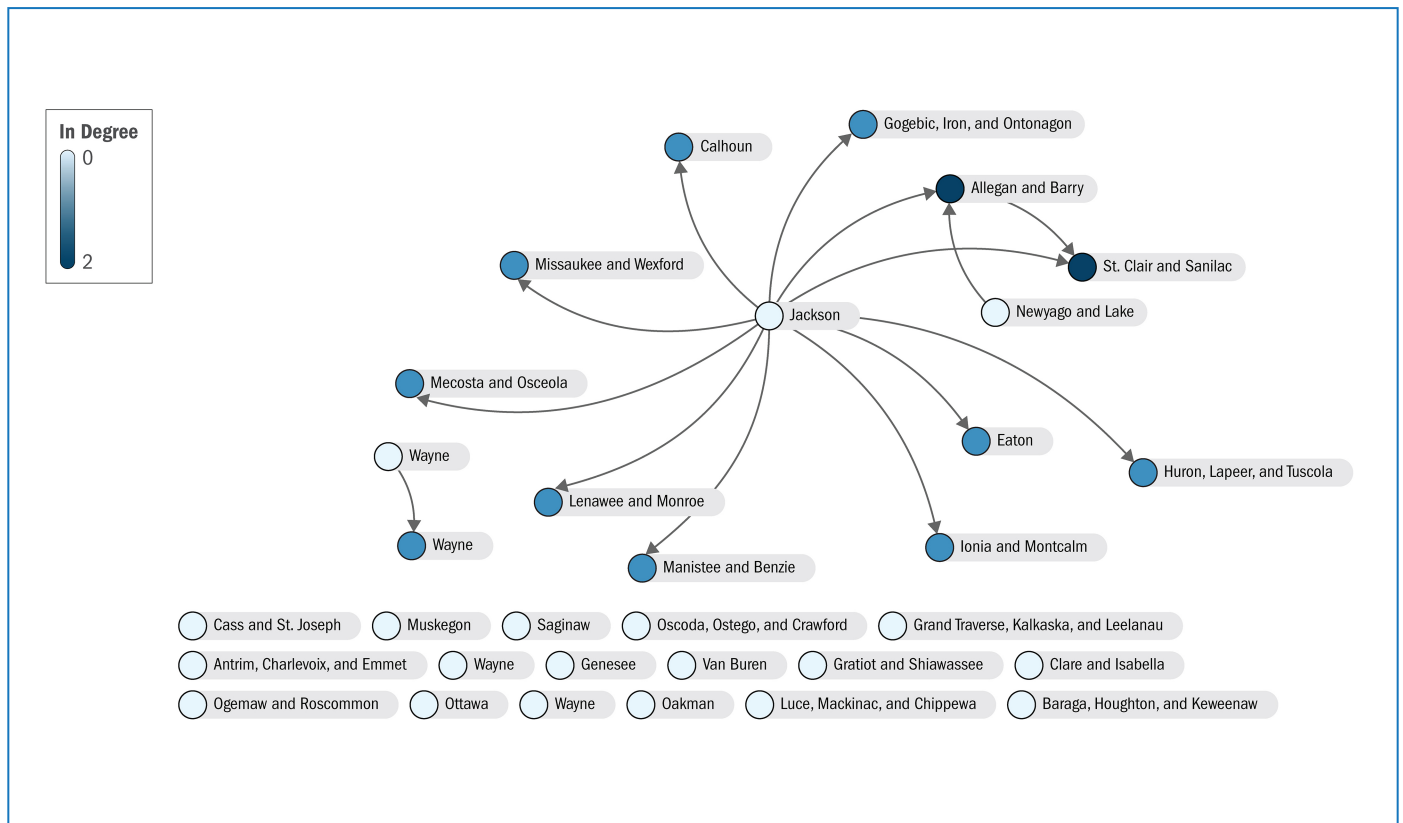 In Degree
0
2
Gogebic, Iron, and Ontonagon
Calhoun
Allegan and Barry
Missaukee and Wexford
St. Clair and Sanilac
Newyago and Lake
Jackson
Mecosta and Osceola
Eaton
Wayne
Huron, Lapeer, and Tuscola
Lenawee and Monroe
Wayne
Ionia and Montcalm
Manistee and Benzie
Cass and St. Joseph
Muskegon
Saginaw
Oscoda, Ostego, and Crawford
Grand Traverse, Kalkaska, and Leelanau
Antrim, Charlevoix, and Emmet
Wayne
Genesee
Van Buren
Gratiot and Shiawassee
Clare and Isabella
Ogemaw and Roscommon
Ottawa
Wayne
Oakman
Luce, Mackinac, and Chippewa
Baraga, Houghton, and Keweenaw